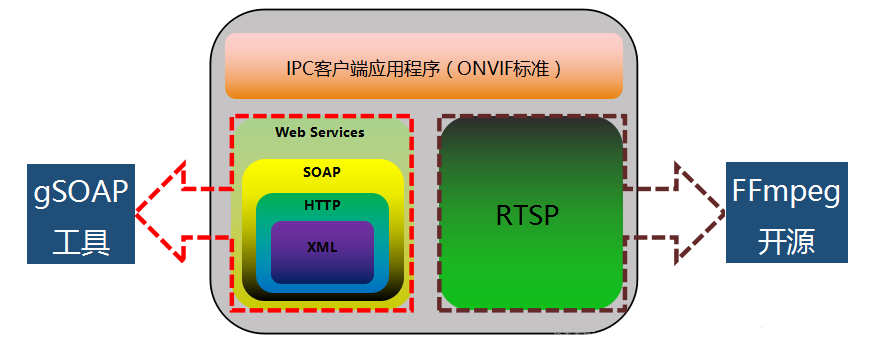 IPC客户端应用程序（ONVIF标准）
Web Services
SOAP
HTTP
XML
RTSP
gSOAP
工具
FFmpeg
开源